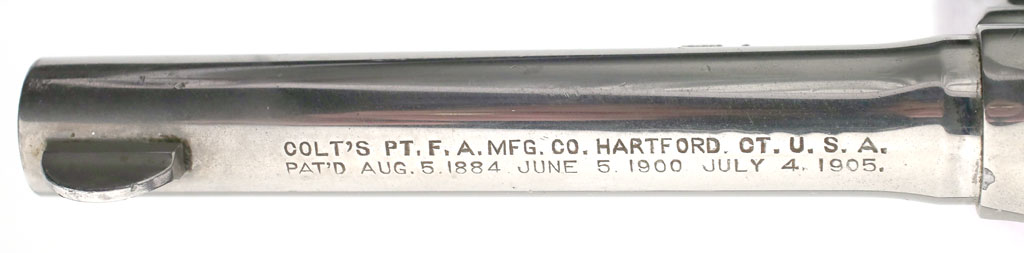 COLT'S PT. F. A. MFG. CO. HARTFORD. CT. U. S. A.
PAT'D AUG. 5. 1884 JUNE 5. 1900 JULY 4. 1905.